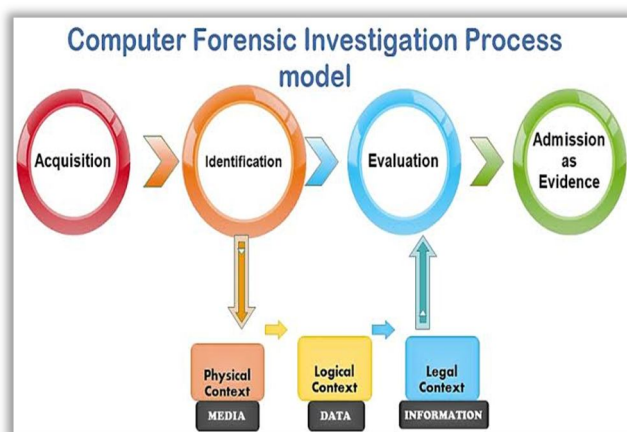 Computer Forensic Investigation Process
model
Acquisition
Identification
Evaluation
Admission
as
Evidence
Physical
Context
MEDIA
Logical
Context
DATA
Legal
Context
INFORMATION